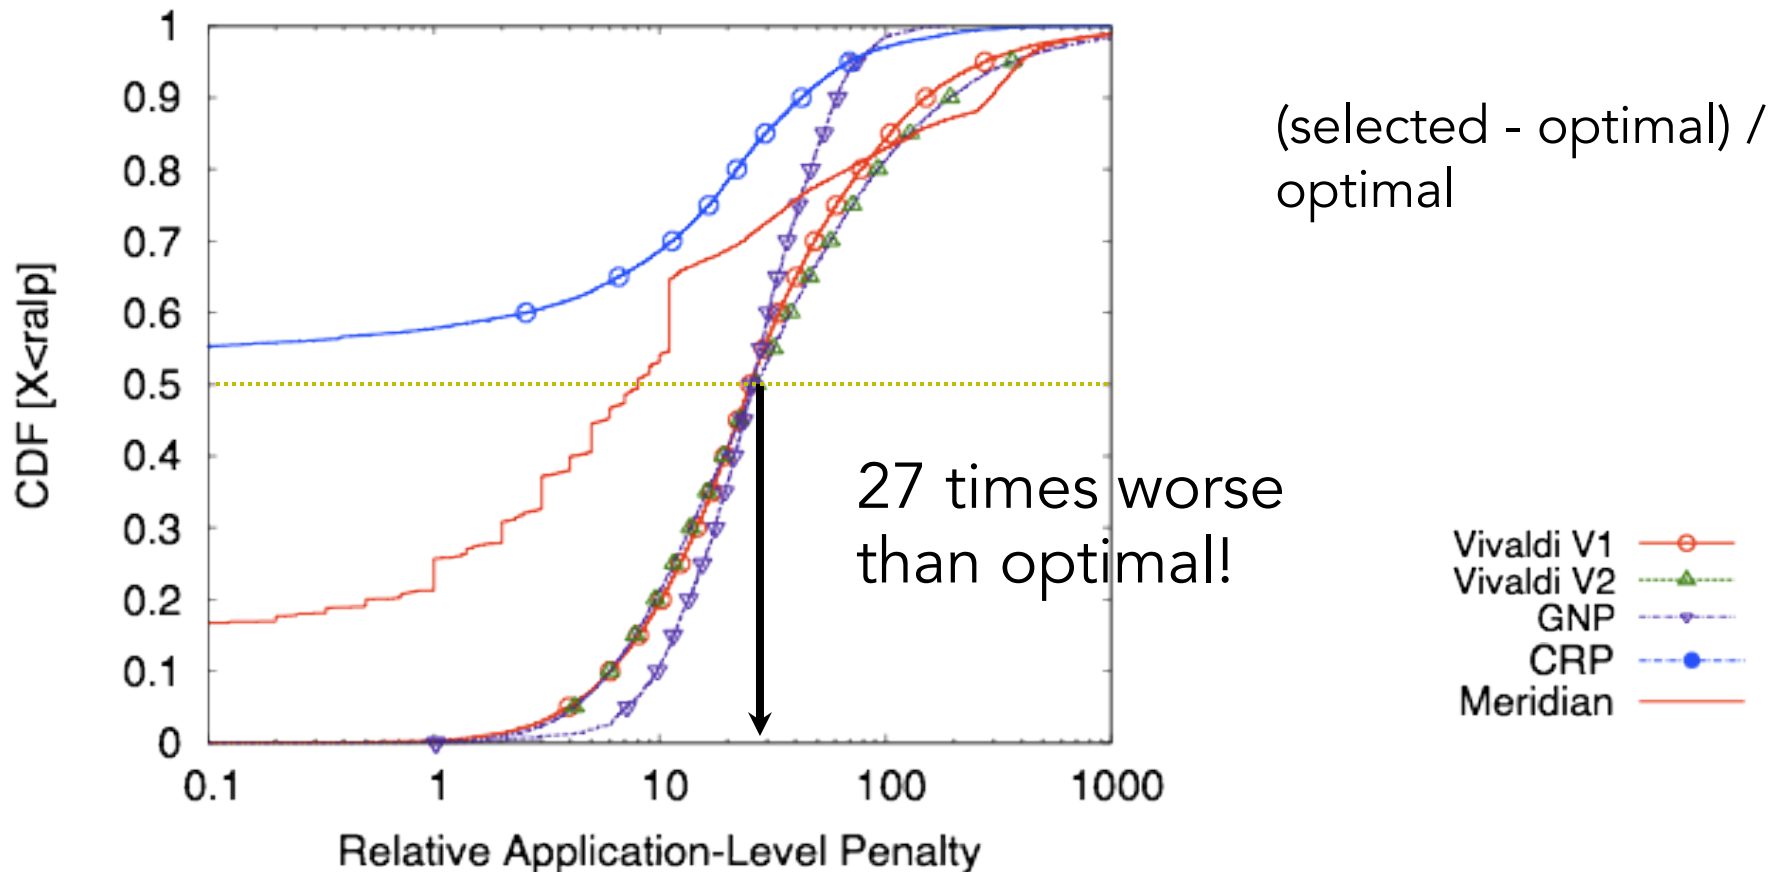 1
0.9
0.8
0.7
0.6
0.5
0.4
0.3
0.2
0.1
0
CDF [X<ralp]
0.1
1
10
100
1000
Relative Application-Level Penalty
(selected - optimal) /
optimal
27 times worse
than optimal!
Vivaldi V1
Vivaldi V2
GNP
CRP
Meridian